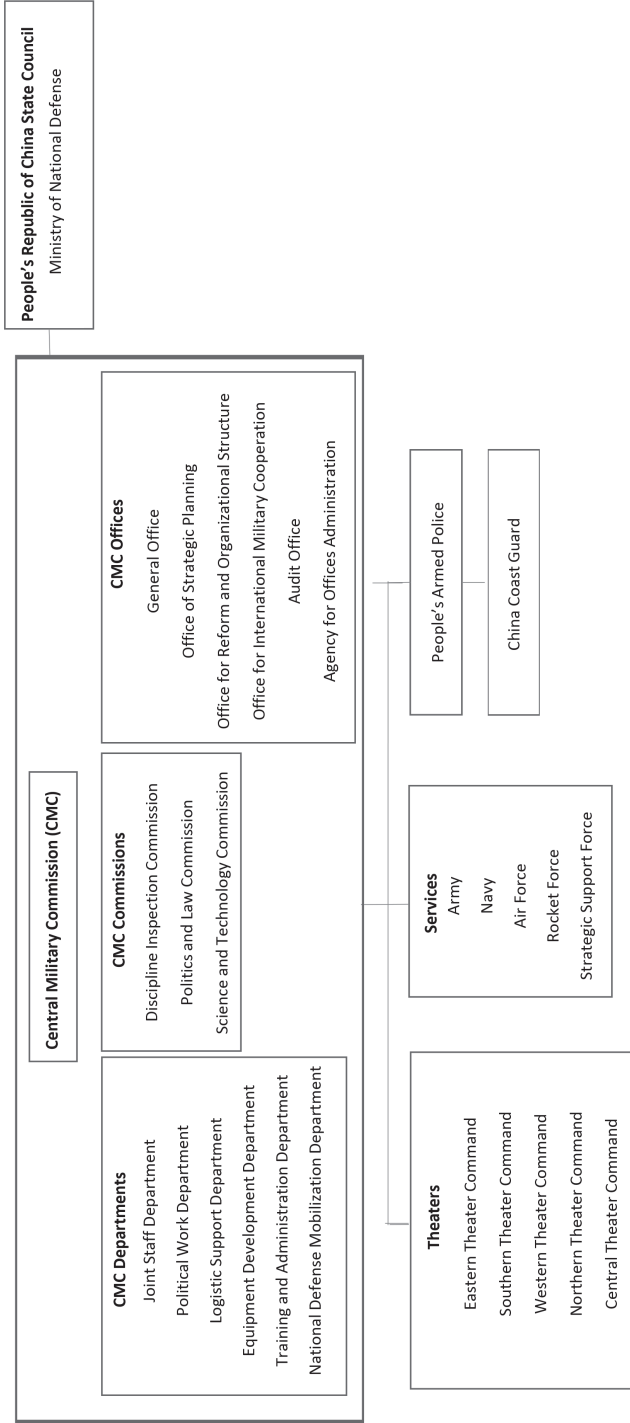 Central Military Commission (CMC)
People's Republic of China State Council
Ministry of National Defense
CMC Departments
Joint Staff Department
Political Work Department
Logistic Support Department
Equipment Development Department
Training and Administration Department
National Defense Mobilization Department
CMC Commissions
Discipline Inspection Commission
Politics and Law Commission
Science and Technology Commission
CMC Offices
General Office
Office of Strategic Planning
Office for Reform and Organizational Structure
Office for International Military Cooperation
Audit Office
Agency for Offices Administration
Theaters
Eastern Theater Command
Southern Theater Command
Western Theater Command
Northern Theater Command
Central Theater Command
Services
Army
Navy
Air Force
Rocket Force
Strategic Support Force
People's Armed Police
China Coast Guard